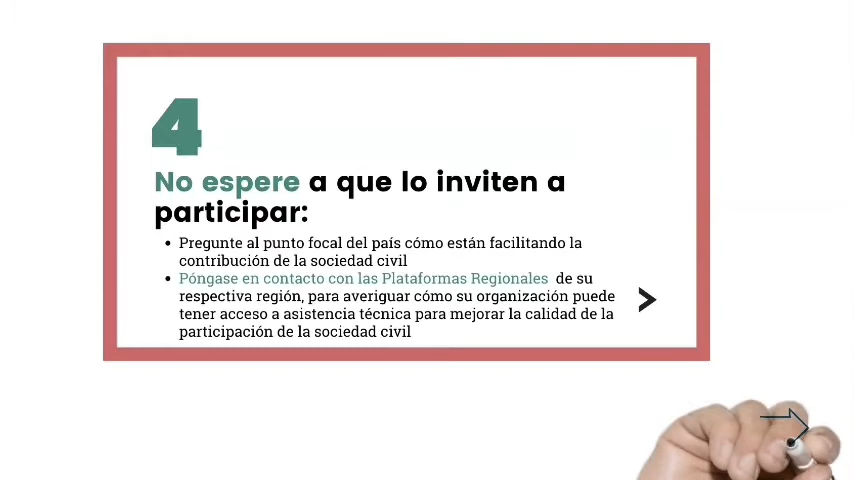 4
No espere a que lo inviten a
participar:
• Pregunte al punto focal del país cómo están facilitando la
contribución de la sociedad civil
• Póngase en contacto con las Plataformas Regionales de su
respectiva región, para averiguar cómo su organización puede
tener acceso a asistencia técnica para mejorar la calidad de la
participación de la sociedad civil